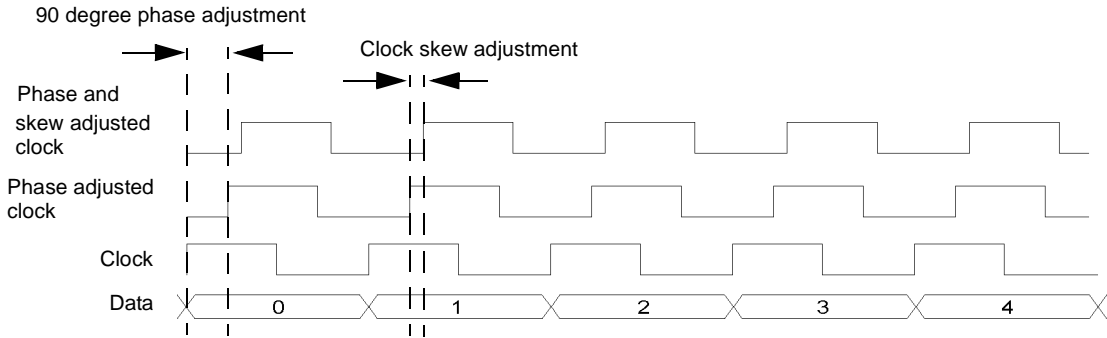 90 degree phase adjustment
Clock skew adjustment
Phase and
skew adjusted
clock
Phase adjusted
clock
Clock
Data
0
1
2
3
4